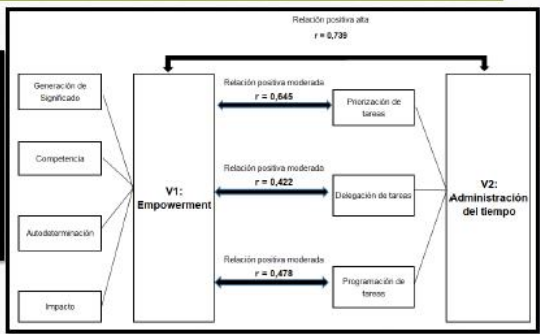 Relación positiva alta
r = 0,739
Generación de
Significado
Competencia
Autodeterminación
Impacto
V1:
Empowerment
Relación positiva moderada
r = 0,645
Relación positiva moderada
r = 0,422
Relación positiva moderada
r = 0,478
Priorización de
tareas
Delegación de tareas
Programación de
tareas
V2:
Administración
del tiempo